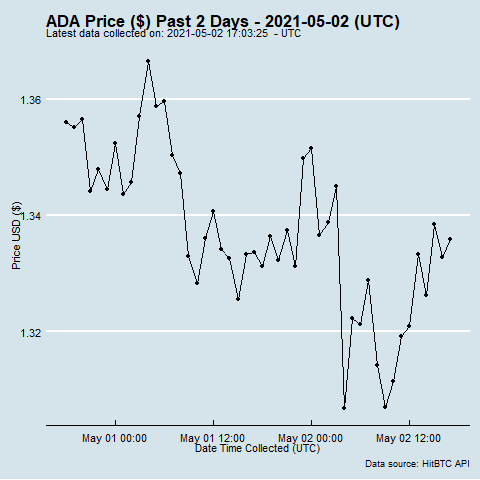 ADA Price ($) Past 2 Days - 2021-05-02 (UTC)
Latest data collected on: 2021-05-02 17:03:25 - UTC
1.36
1.34
1.32
Price USD ($)
May 01 00:00
May 01 12:00
May 02 00:00
May 02 12:00
Date Time Collected (UTC)
Data source: HitBTC API